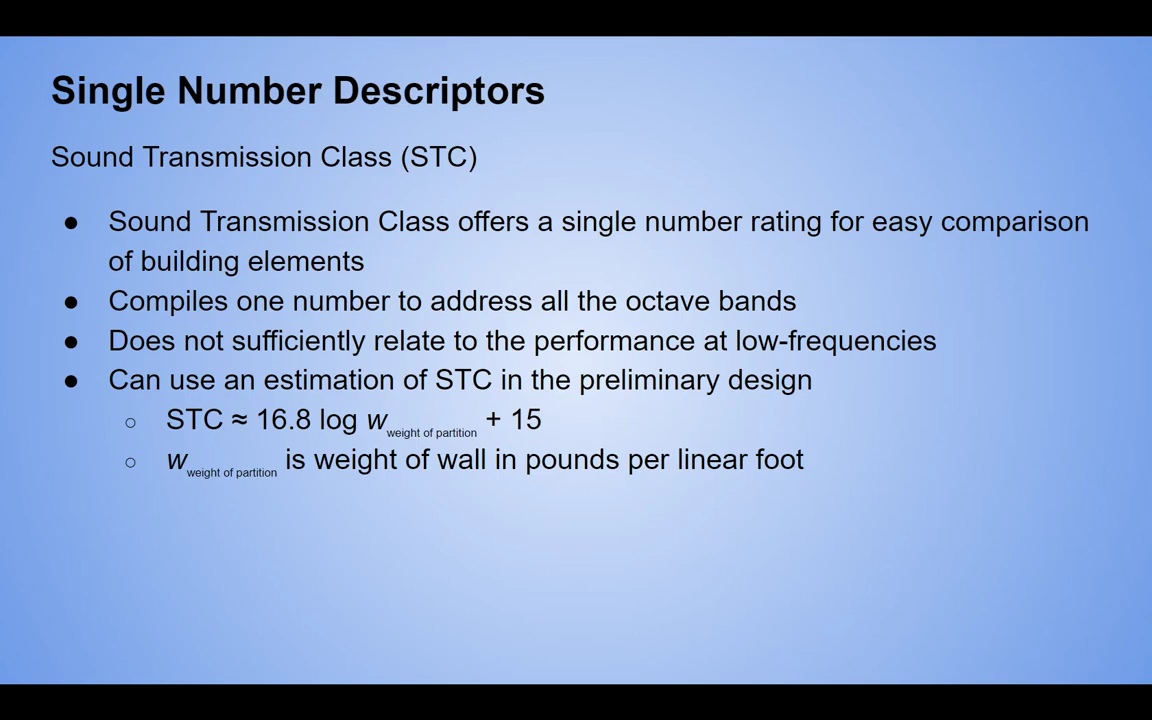 Single Number Descriptors
Sound Transmission Class (STC)
● Sound Transmission Class offers a single number rating for easy comparison
of building elements
● Compiles one number to address all the octave bands
● Does not sufficiently relate to the performance at low-frequencies
● Can use an estimation of STC in the preliminary design
○ STC ≈ 16.8 log w weight of partition + 15
○ w weight of partition is weight of wall in pounds per linear foot